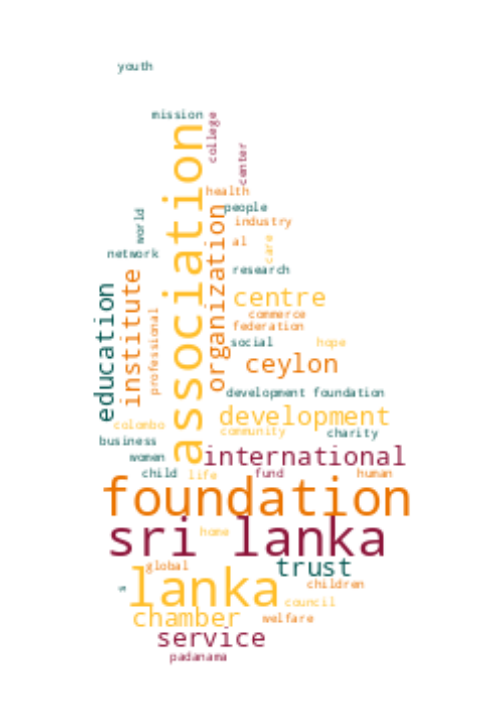 youth
mission
college
center
association
health
people
world
organization
industry
al
care
network
research
education
institute
centre
professional
commerce
federation
social
hope
ceylon
development foundation
development
colombo
community
charity
business
women
international
child
life
fund
human
foundation
sri lanka
home
global
trust
lanka
children
council
chamber
welfare
service
padanama